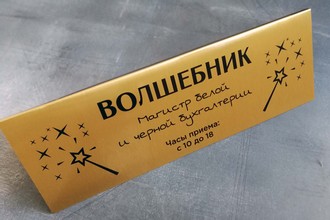 ВОЛШЕБНИК
Магистр белой
и черной бухгалтерии
Часы приема:
с 10 до 18